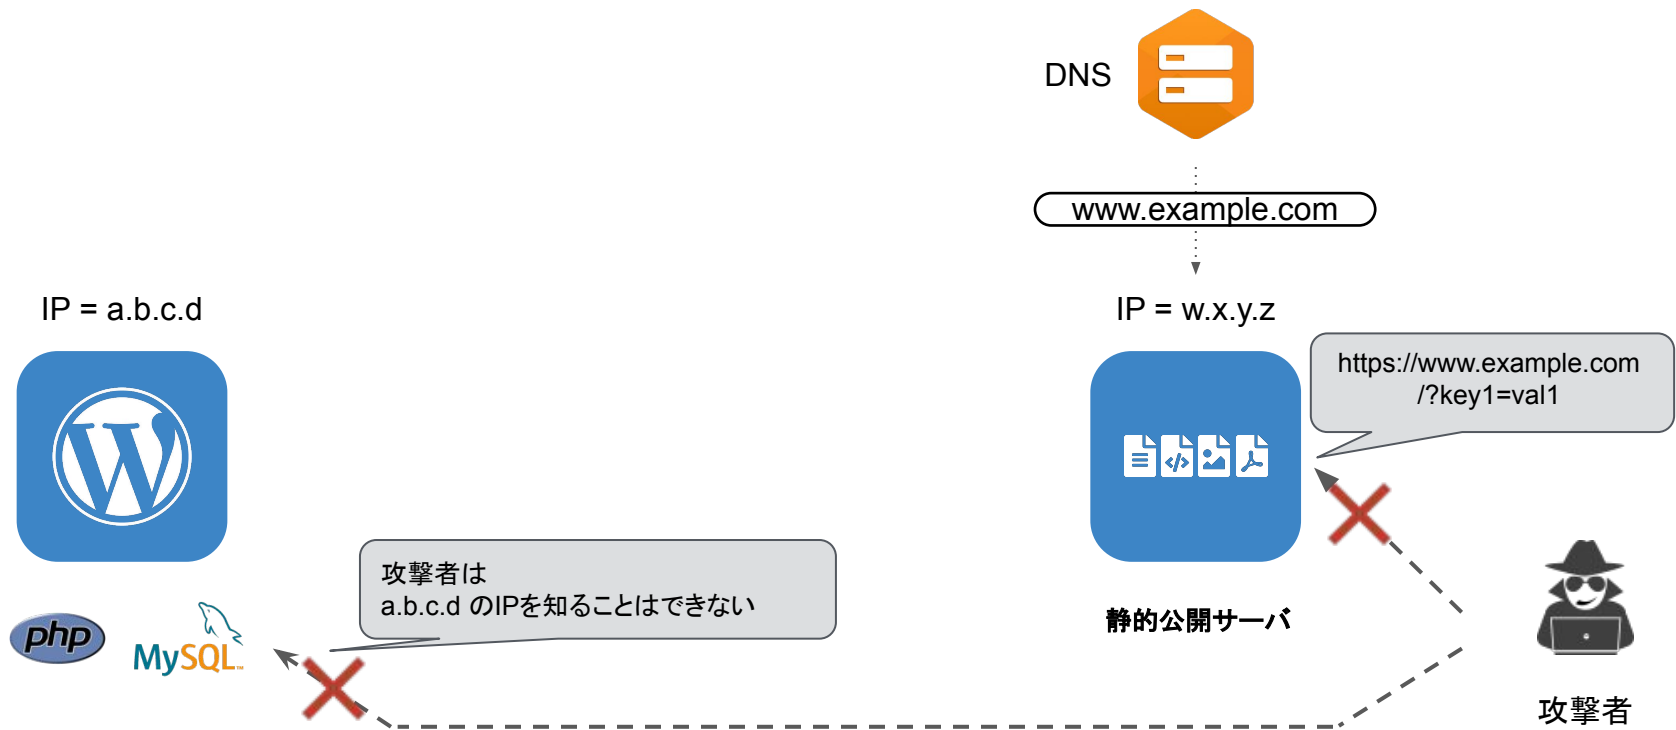 DNS
www.example.com
IP = a.b.c.d
IP = w.x.y.z
https://www.example.com
/?key1=val1
攻撃者は
a.b.c.d のIPを知ることはできない
静的公開サーバ
php
MySQL
攻撃者